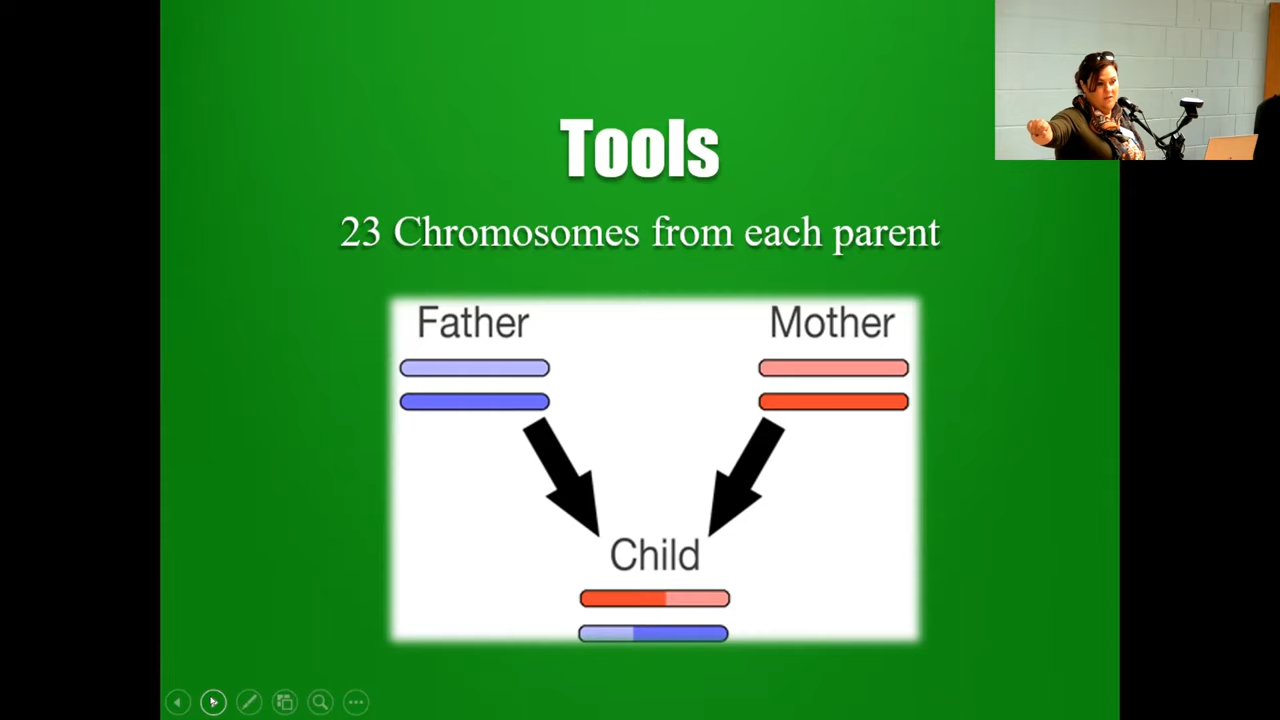 Tools
23 Chromosomes from each parent
Father
Mother
Child